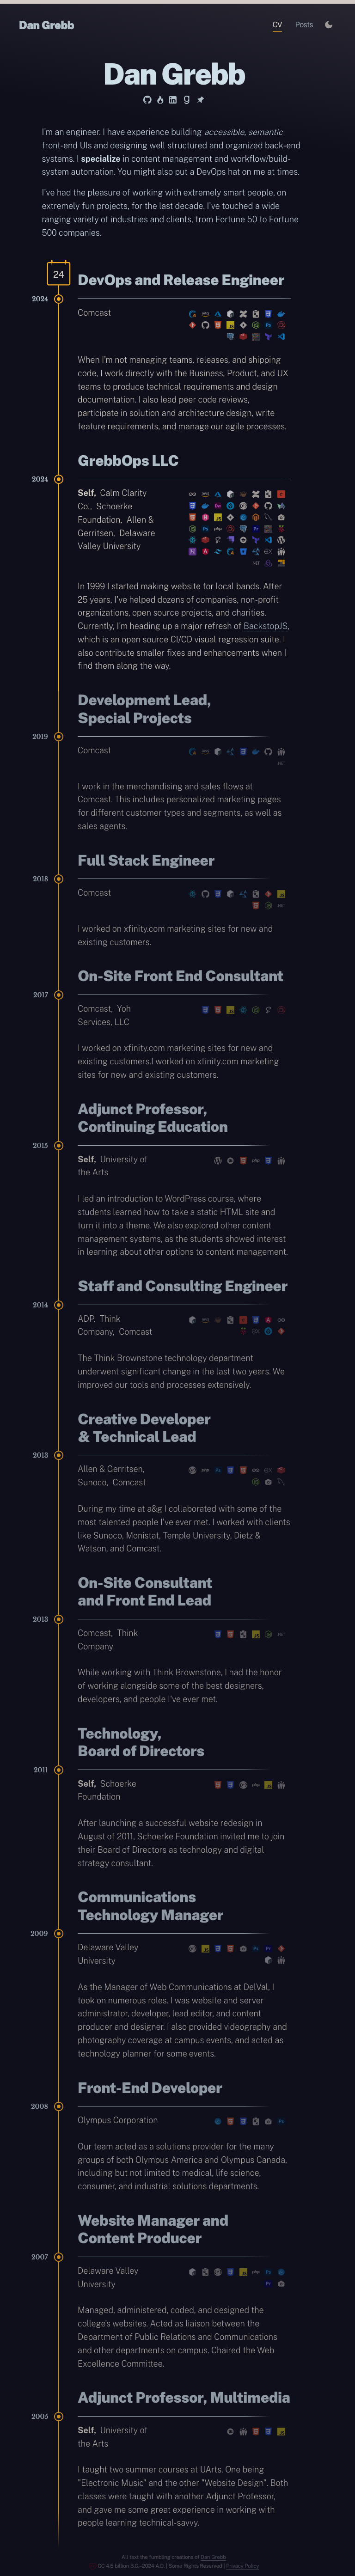 Dan Grebb
CV Posts
Dan Grebb
I'm an engineer. I have experience building accessible, semantic
front-end UIs and designing well structured and organized back-end
systems. I specialize in content management and workflow/build-
system automation. You might also put a DevOps hat on me at times.
I've had the pleasure of working with extremely smart people, on
extremely fun projects, for the last decade. I've touched a wide
ranging variety of industries and clients, from Fortune 50 to Fortune
500 companies.
24
DevOps and Release Engineer
2024
Comcast
When I'm not managing teams, releases, and shipping
code, I work directly with the Business, Product, and UX
teams to produce technical requirements and design
documentation. I also lead peer code reviews,
participate in solution and architecture design, write
feature requirements, and manage our agile processes.
GrebbOps LLC
2024
Self, Calm Clarity
Co., Schoerke
Foundation, Allen &
Gerritsen, Delaware
Valley University
In 1999 I started making website for local bands. After
25 years, I've helped dozens of companies, non-profit
organizations, open source projects, and charities.
Currently, I'm heading up a major refresh of BackstopJS,
which is an open source CI/CD visual regression suite. I
also contribute smaller fixes and enhancements when I
find them along the way.
Development Lead,
Special Projects
2019
Comcast
I work in the merchandising and sales flows at
Comcast. This includes personalized marketing pages
for different customer types and segments, as well as
sales agents.
Full Stack Engineer
2018
Comcast
I worked on xfinity.com marketing sites for new and
existing customers.
On-Site Front End Consultant
2017
Comcast, Yoh
Services, LLC
I worked on xfinity.com marketing sites for new and
existing customers.I worked on xfinity.com marketing
sites for new and existing customers.
Adjunct Professor,
Continuing Education
2015
Self, University of
the Arts
I led an introduction to WordPress course, where
students learned how to take a static HTML site and
turn it into a theme. We also explored other content
management systems, as the students showed interest
in learning about other options to content management.
Staff and Consulting Engineer
2014
ADP, Think
Company, Comcast
The Think Brownstone technology department
underwent significant change in the last two years. We
improved our tools and processes extensively.
Creative Developer
& Technical Lead
2013
Allen & Gerritsen,
Sunoco, Comcast
During my time at a&g I collaborated with some of the
most talented people I've ever met. I worked with clients
like Sunoco, Monistat, Temple University, Dietz &
Watson, and Comcast.
On-Site Consultant
and Front End Lead
2013
Comcast, Think
Company
While working with Think Brownstone, I had the honor
of working alongside some of the best designers,
developers, and people I've ever met.
Technology,
Board of Directors
2011
Self, Schoerke
Foundation
After launching a successful website redesign in
August of 2011, Schoerke Foundation invited me to join
their Board of Directors as technology and digital
strategy consultant.
Communications
Technology Manager
2009
Delaware Valley
University
As the Manager of Web Communications at DelVal, I
took on numerous roles. I was website and server
administrator, developer, lead editor, and content
producer and designer. I also provided videography and
photography coverage at campus events, and acted as
technology planner for some events.
Front-End Developer
2008
Olympus Corporation
Our team acted as a solutions provider for the many
groups of both Olympus America and Olympus Canada,
including but not limited to medical, life science,
consumer, and industrial solutions departments.
Website Manager and
Content Producer
2007
Delaware Valley
University
Managed, administered, coded, and designed the
college's websites. Acted as liaison between the
Department of Public Relations and Communications
and other departments on campus. Chaired the Web
Excellence Committee.
Adjunct Professor, Multimedia
2005
Self, University of
the Arts
I taught two summer courses at UArts. One being
"Electronic Music" and the other "Website Design". Both
classes were taught with another Adjunct Professor,
and gave me some great experience in working with
people learning technical-savvy.
All eait the fumbling creations of Dan Grebb
CC 4.5 billion B.C.-2024 A.D. | Some Rights Reserved | Privacy Policy